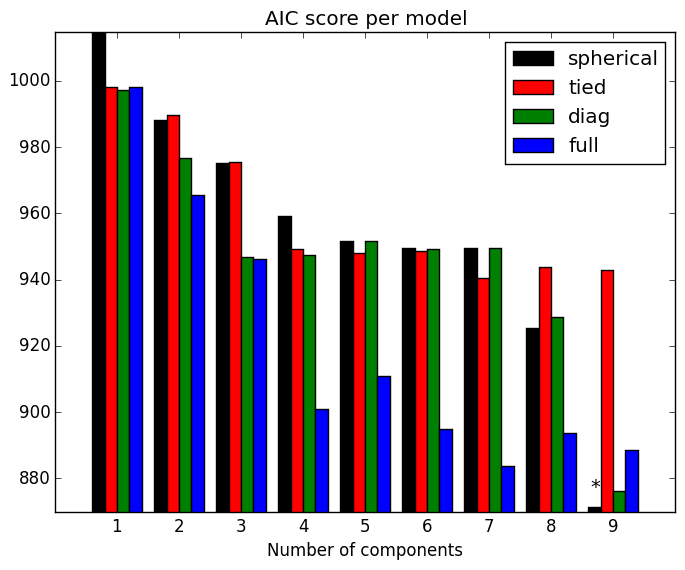 AIC score per model
spherical
tied
diag
full
1000
980
960
940
920
900
880
*
1 2 3 4 5 6 7 8 9
Number of components